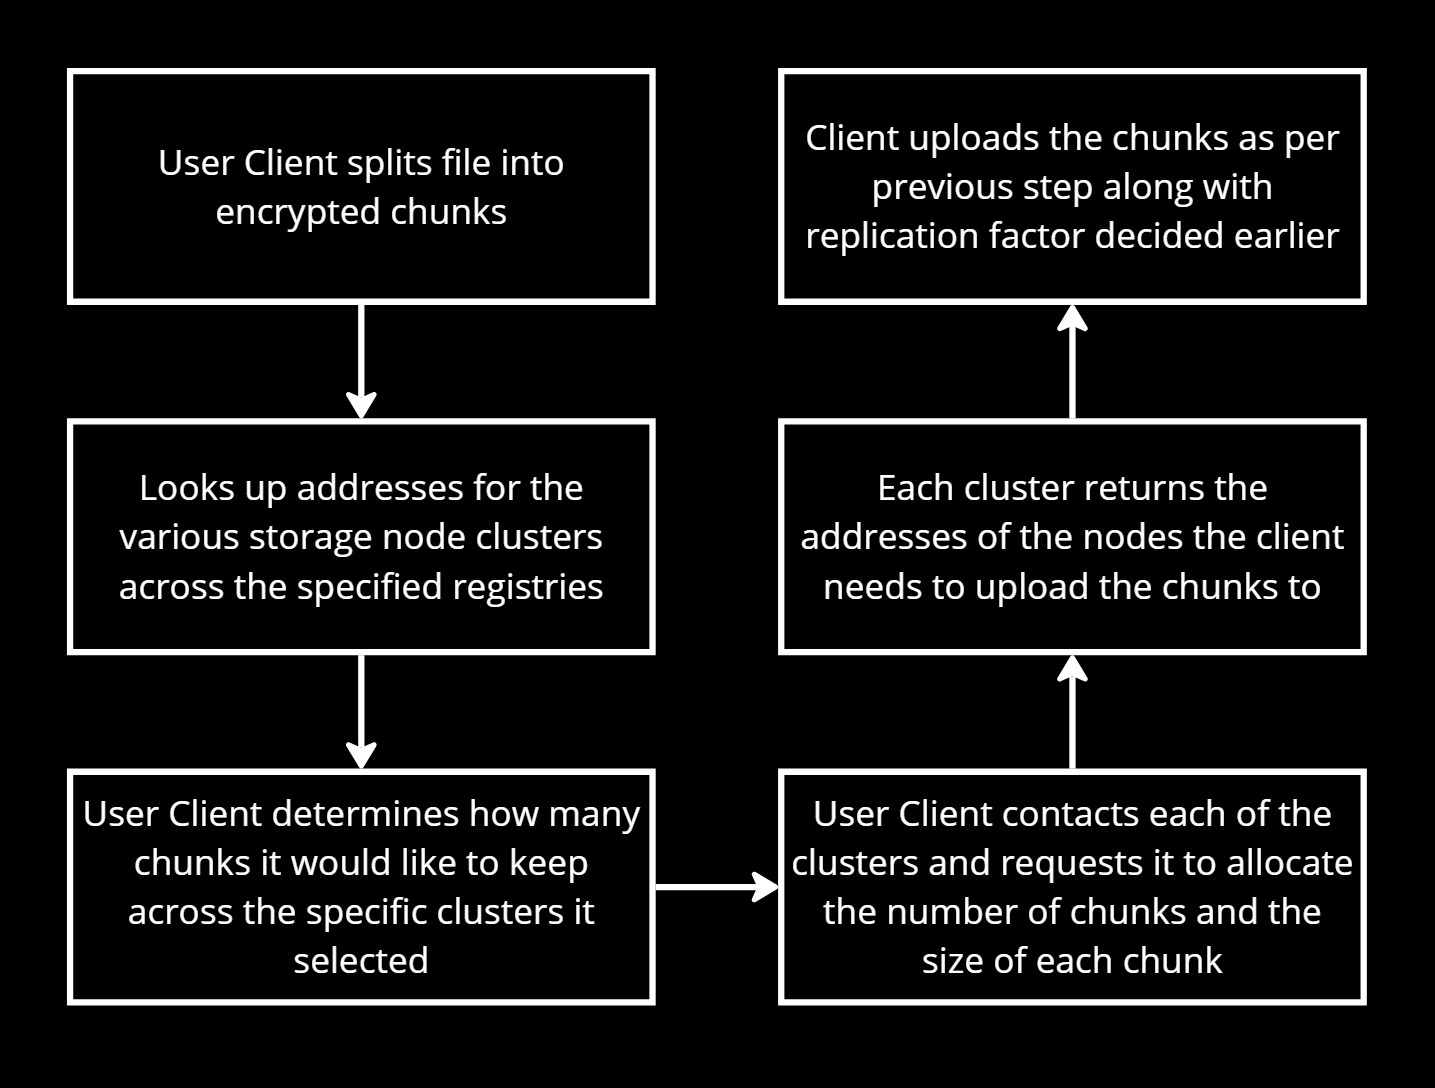 User Client splits file into
encrypted chunks
Looks up addresses for the
various storage node clusters
across the specified registries
User Client determines how many
chunks it would like to keep
across the specific clusters it
selected
User Client contacts each of the
clusters and requests it to allocate
the number of chunks and the
size of each chunk
Each cluster returns the
addresses of the nodes the client
needs to upload the chunks to
Client uploads the chunks as per
previous step along with
replication factor decided earlier